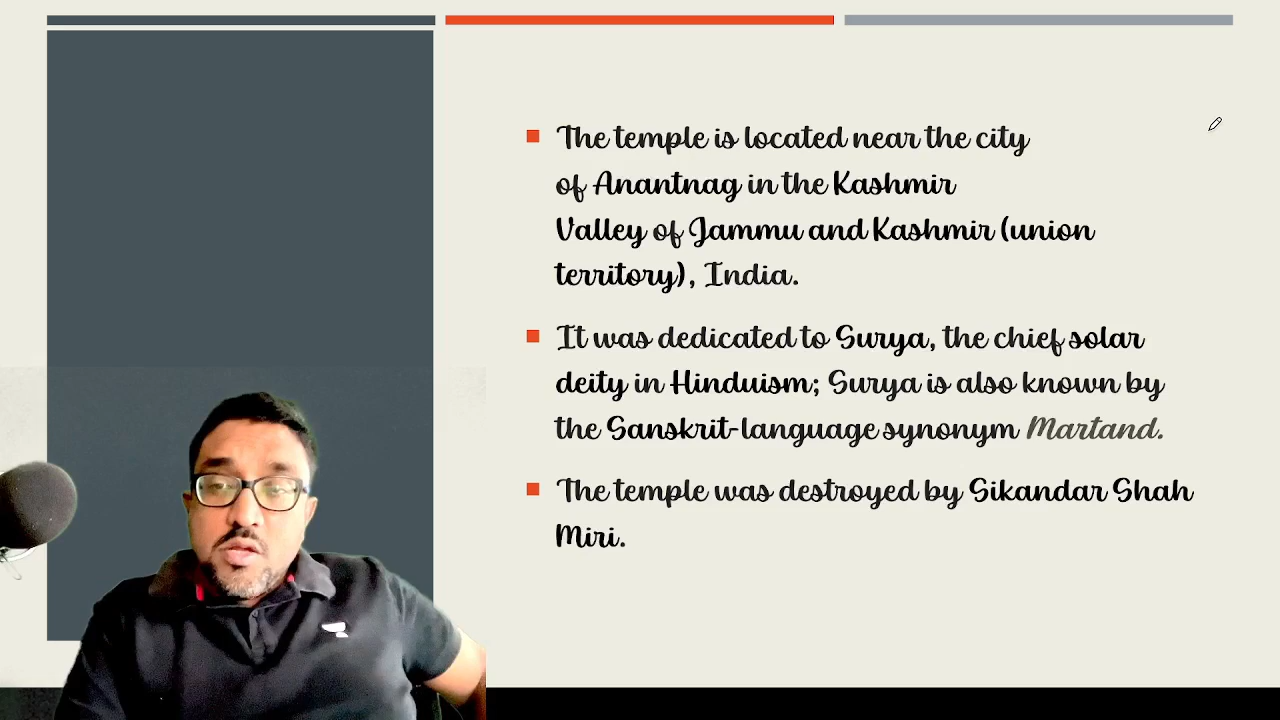 The temple is located near the city
of Anantnag in the Kashmir
Valley of Jammu and Kashmir (union
territory), India.
It was dedicated to Surya, the chief solar
deity in Hinduism; Surya is also known by
the Sanskrit-language synonym Martand.
The temple was destroyed by Sikandar Shah
Miri.